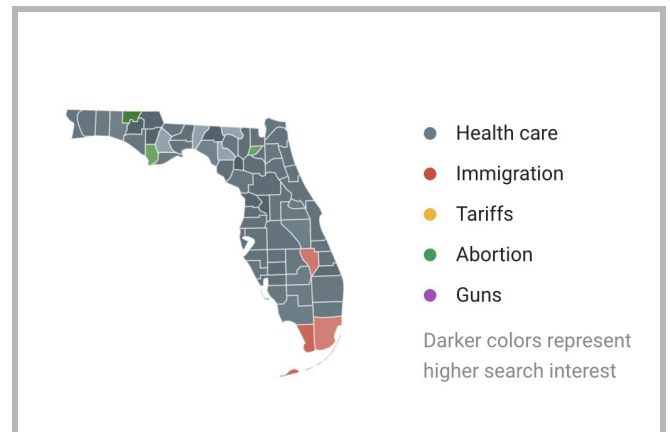 Health care
Immigration
Tariffs
Abortion
Guns
Darker colors represent
higher search interest